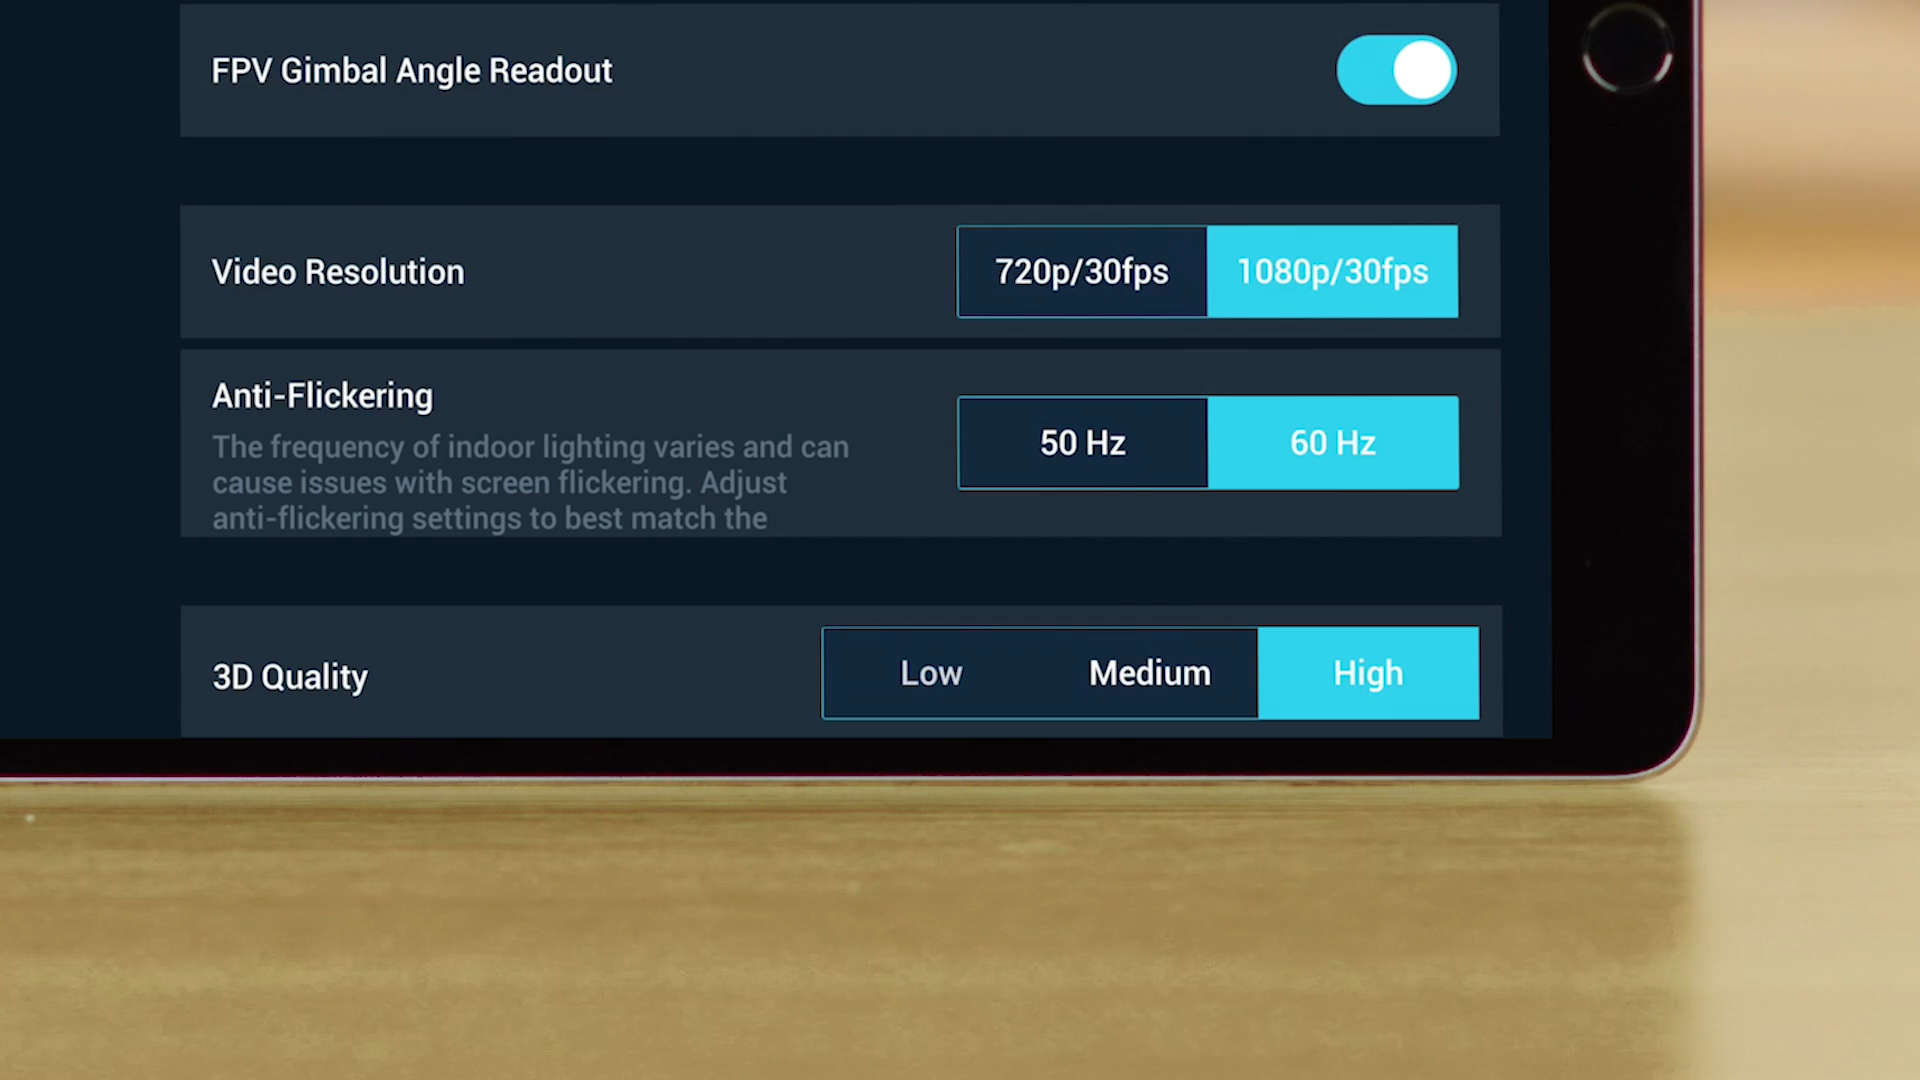 FPV Gimbal Angle Readout
Video Resolution
720p/30fps
1080p/30fps
Anti-Flickering
The frequency of indoor lighting varies and can
cause issues with screen flickering. Adjust
anti-flickering settings to best match the
50 Hz
60 Hz
3D Quality
Low
Medium
High